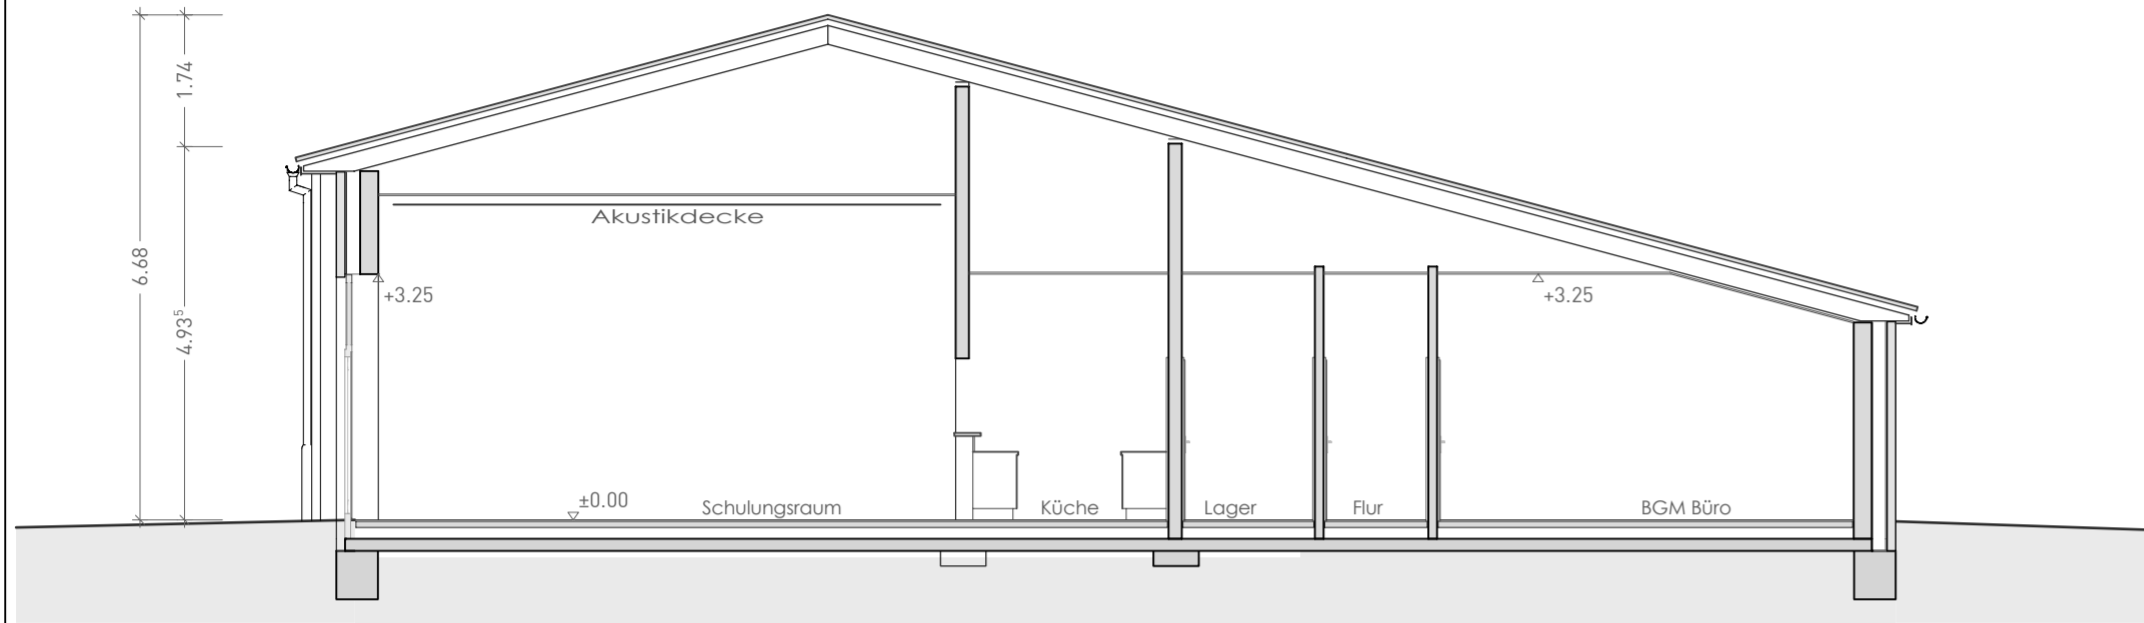 1.74
6.68
4.93⁵
Akustikdecke
+3.25
+3.25
±0.00
Schulungsraum
Küche
Lager
Flur
BGM Büro